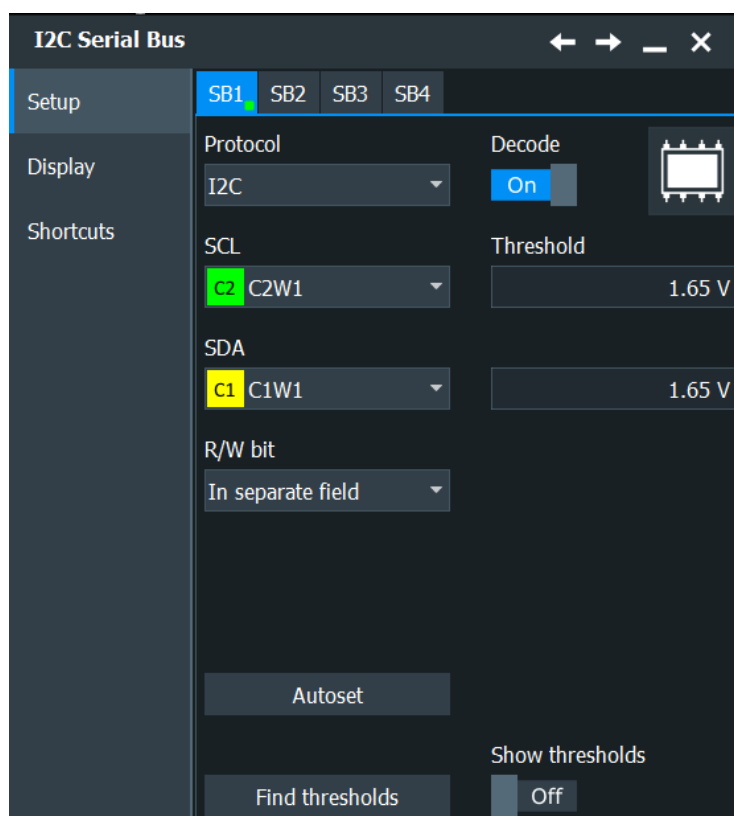 I2C Serial Bus
Setup
Display
Shortcuts
SB1 SB2 SB3 SB4
Protocol
Decode
I2C
On
SCL
Threshold
C2 C2W1
1.65 V
SDA
C1 C1W1
1.65 V
R/W bit
In separate field
Autoset
Show thresholds
Find thresholds
Off